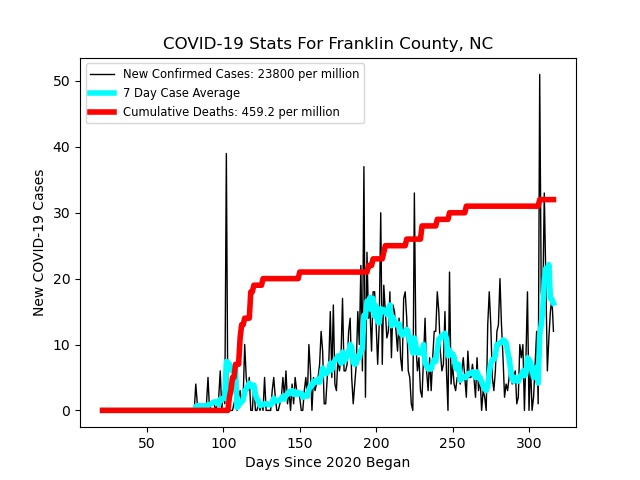 COVID-19 Stats For Franklin County, NC
New Confirmed Cases: 23800 per million
7 Day Case Average
Cumulative Deaths: 459.2 per million
New COVID-19 Cases
50
40
30
20
10
0
50 100 150 200 250 300
Days Since 2020 Began